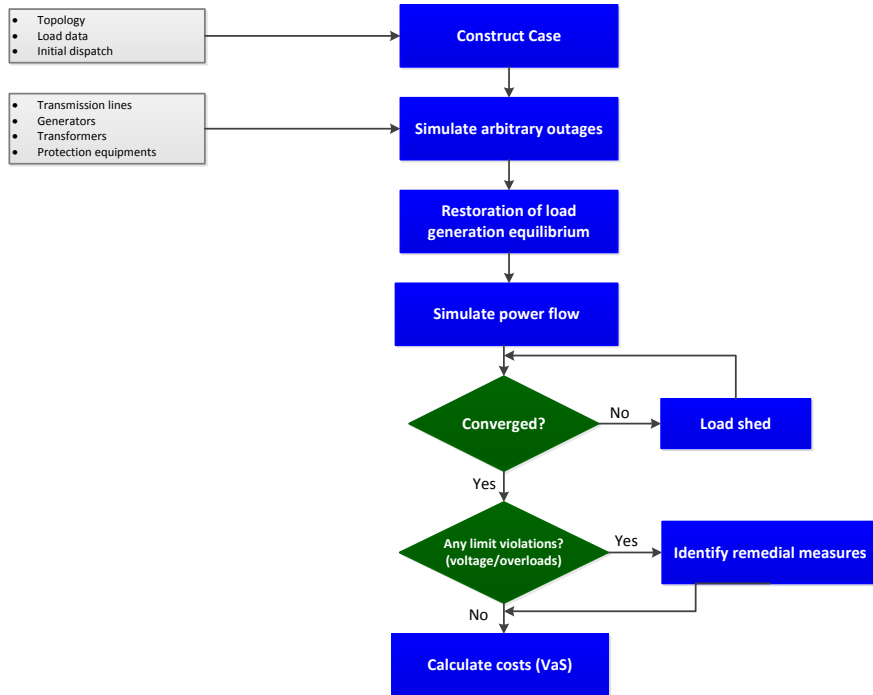 • Topology
• Load data
• Initial dispatch
Construct Case
• Transmission lines
• Generators
• Transformers
• Protection equipments
Simulate arbitrary outages
Restoration of load
generation equilibrium
Simulate power flow
Converged?
No
Load shed
Yes
Any limit violations?
(voltage/overloads)
Yes
Identify remedial measures
No
Calculate costs (VaS)